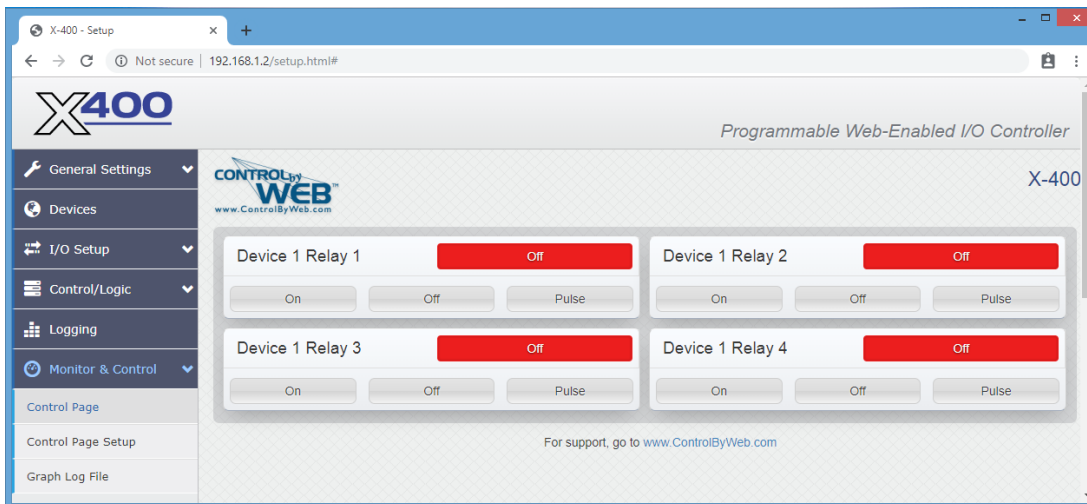 X-400 - Setup
Not secure | 192.168.1.2/setup.html#
X400
Programmable Web-Enabled I/O Controller
General Settings
Devices
I/O Setup
Control/Logic
Logging
Monitor & Control
Control Page
Control Page Setup
Graph Log File
CONTROL by
WEB™
www.ControlByWeb.com
X-400
Device 1 Relay 1 Off
On Off Pulse
Device 1 Relay 2 Off
On Off Pulse
Device 1 Relay 3 Off
On Off Pulse
Device 1 Relay 4 Off
On Off Pulse
For support, go to www.ControlByWeb.com